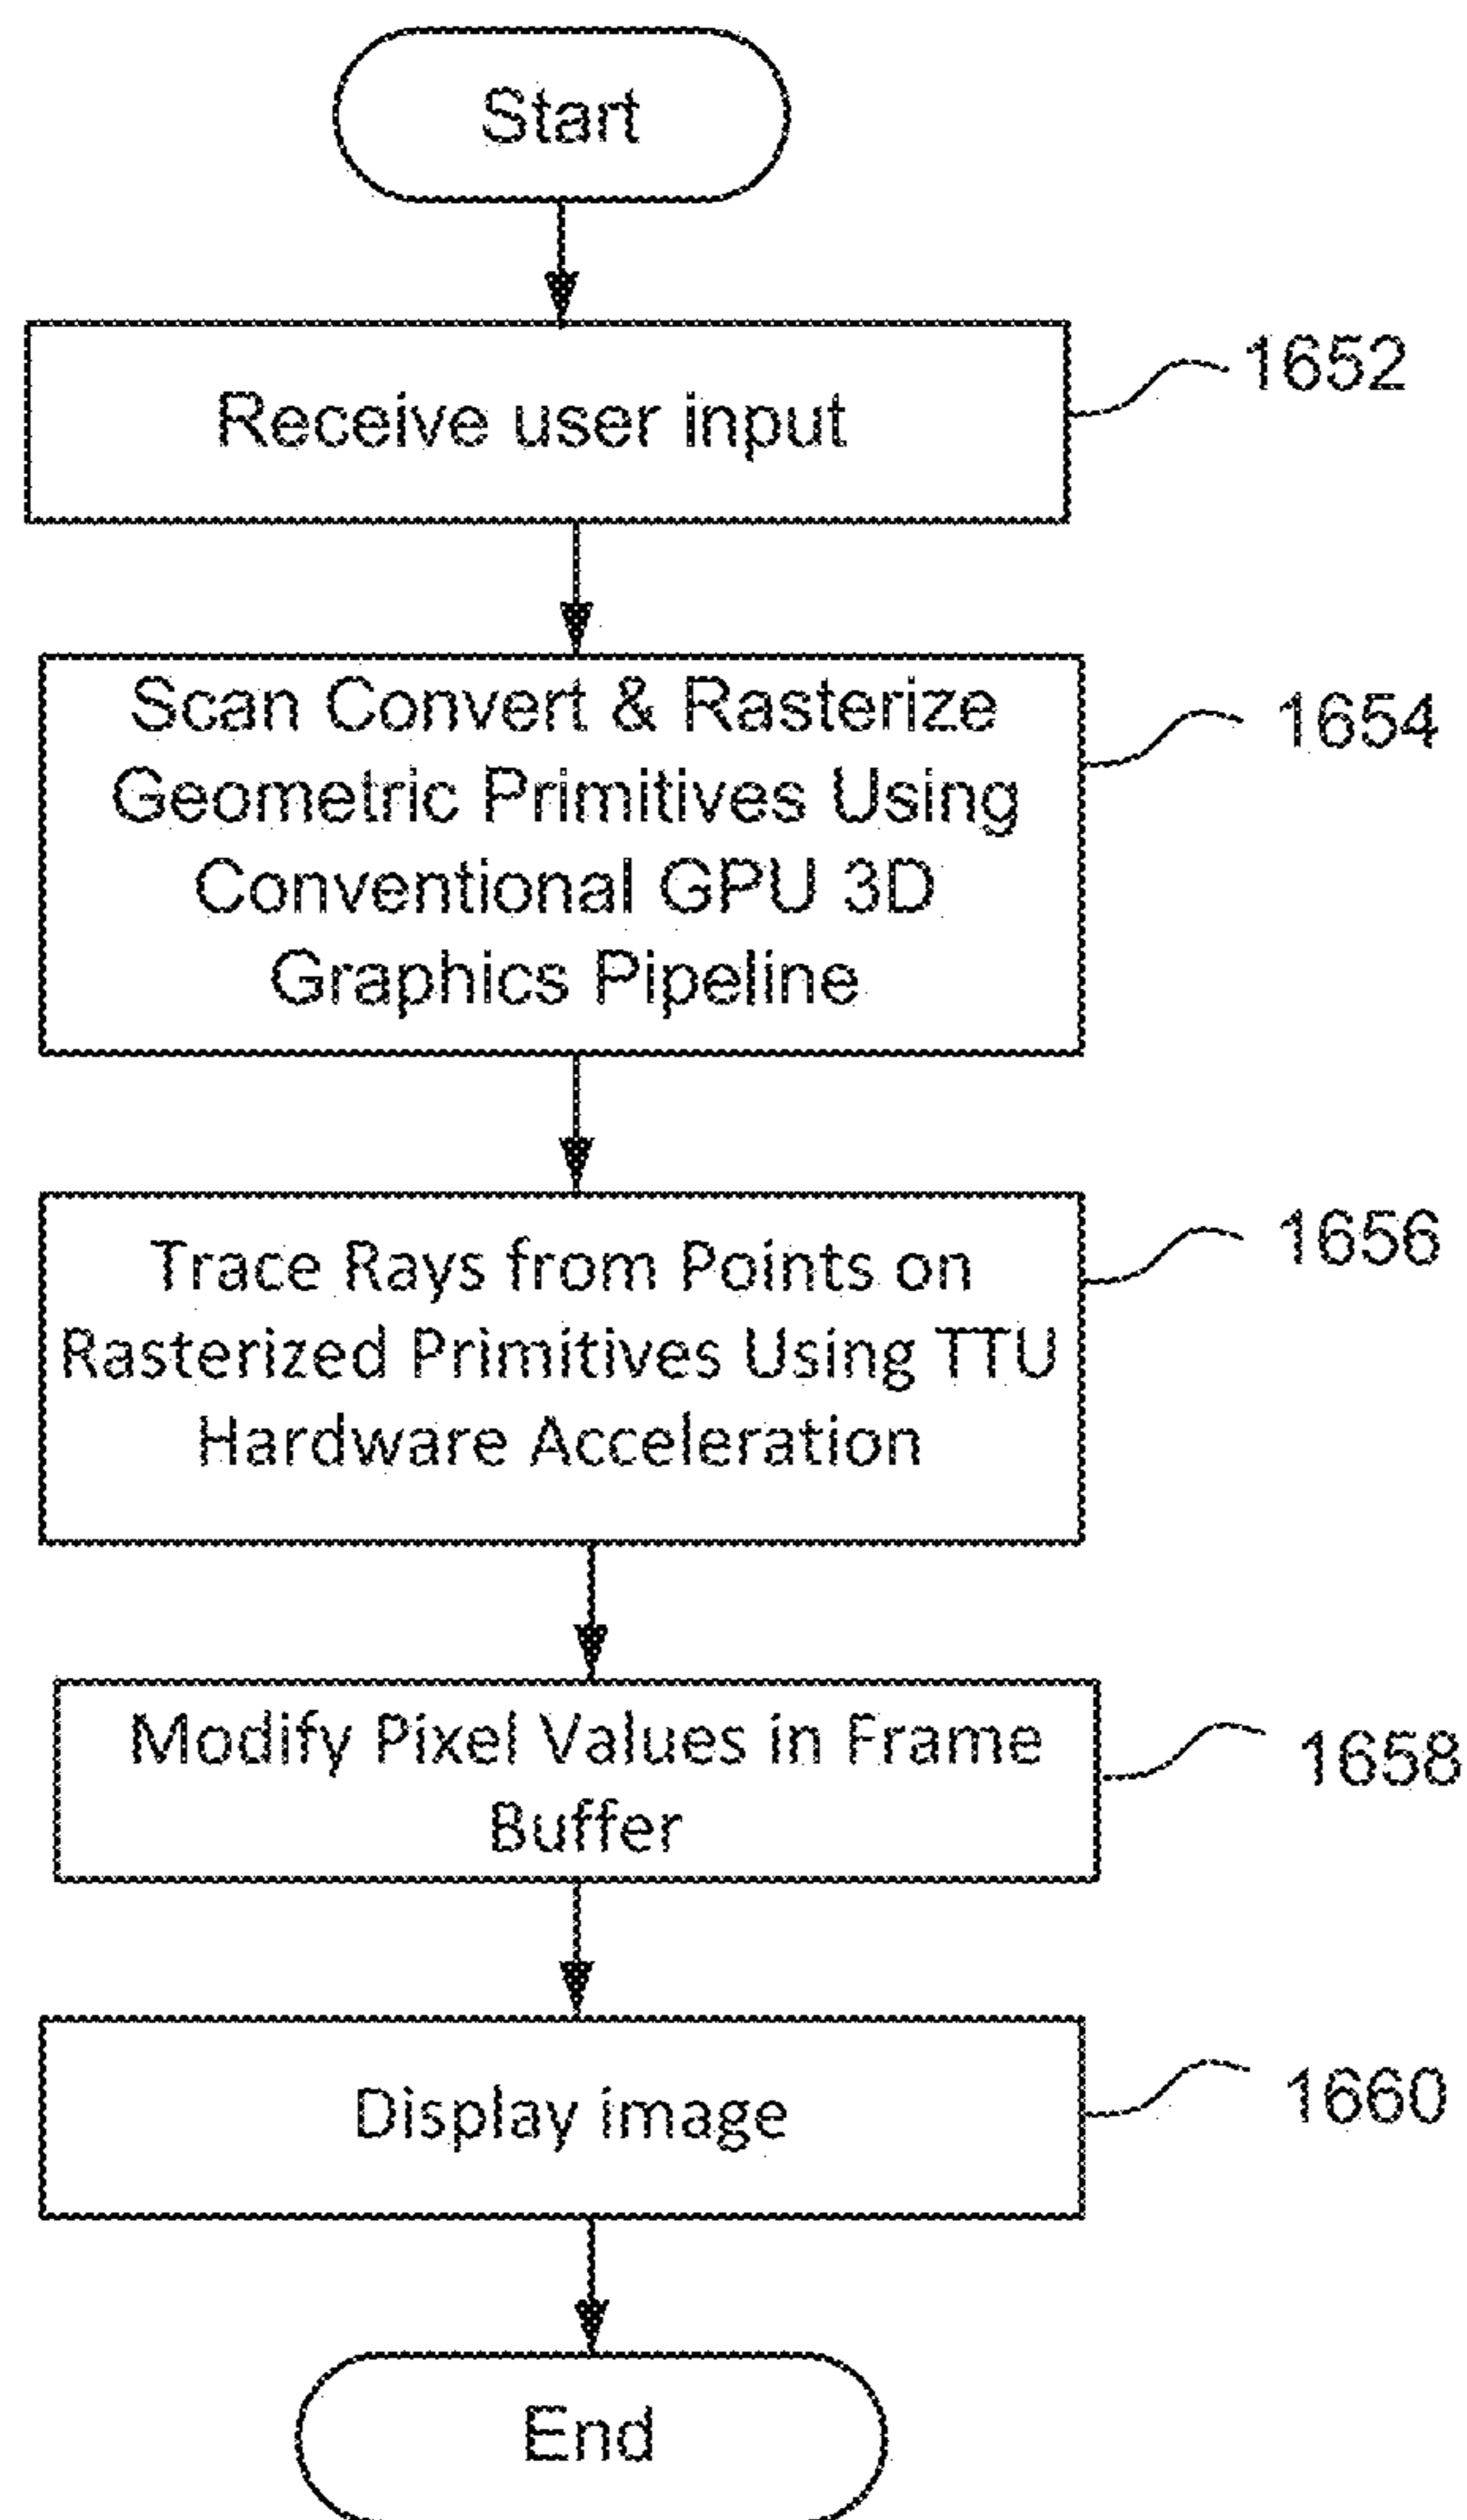 Start
Receive user input
1652
Scan Convert & Rasterize
Geometric Primitives Using
Conventional GPU 3D
Graphics Pipeline
1654
Trace Rays from Points on
Rasterized Primitives Using TTU
Hardware Acceleration
1656
Modify Pixel Values in Frame
Buffer
1658
Display image
1660
End